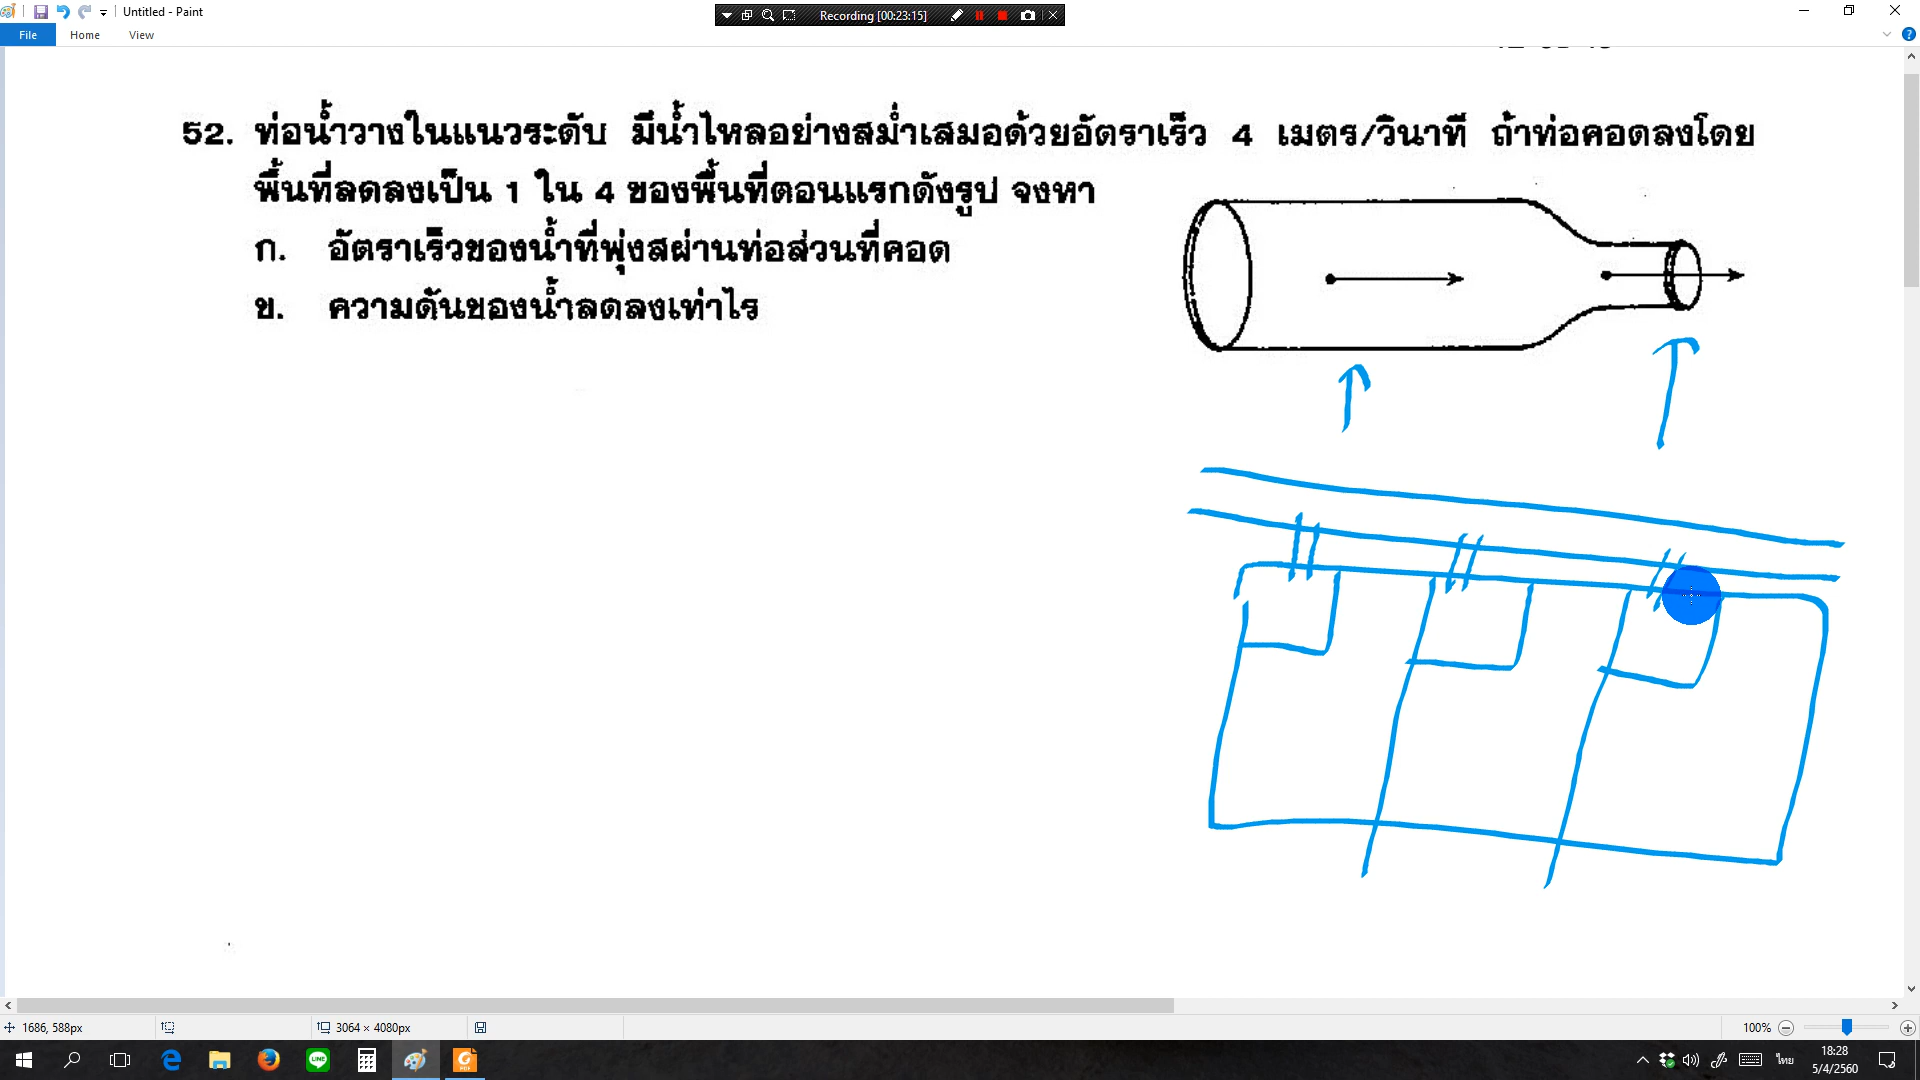 Untitled - Paint
Recording [00:23:15]
File Home View
52. ท่อน้ำวางในแนวระดับ มีน้ำไหลอย่างสม่ำเสมอด้วยอัตราเร็ว 4 เมตร/วินาที ถ้าท่อคอดลงโดย
พื้นที่ลดลงเป็น 1 ใน 4 ของพื้นที่ตอนแรกดังรูป จงหา
ก. อัตราเร็วของน้ำที่พุ่งสผ่านท่อส่วนที่คอด
ข. ความดันของน้ำลดลงเท่าไร
1686, 588px
3064 × 4080px
100%
LINE
ไทย
18:28
5/4/2560